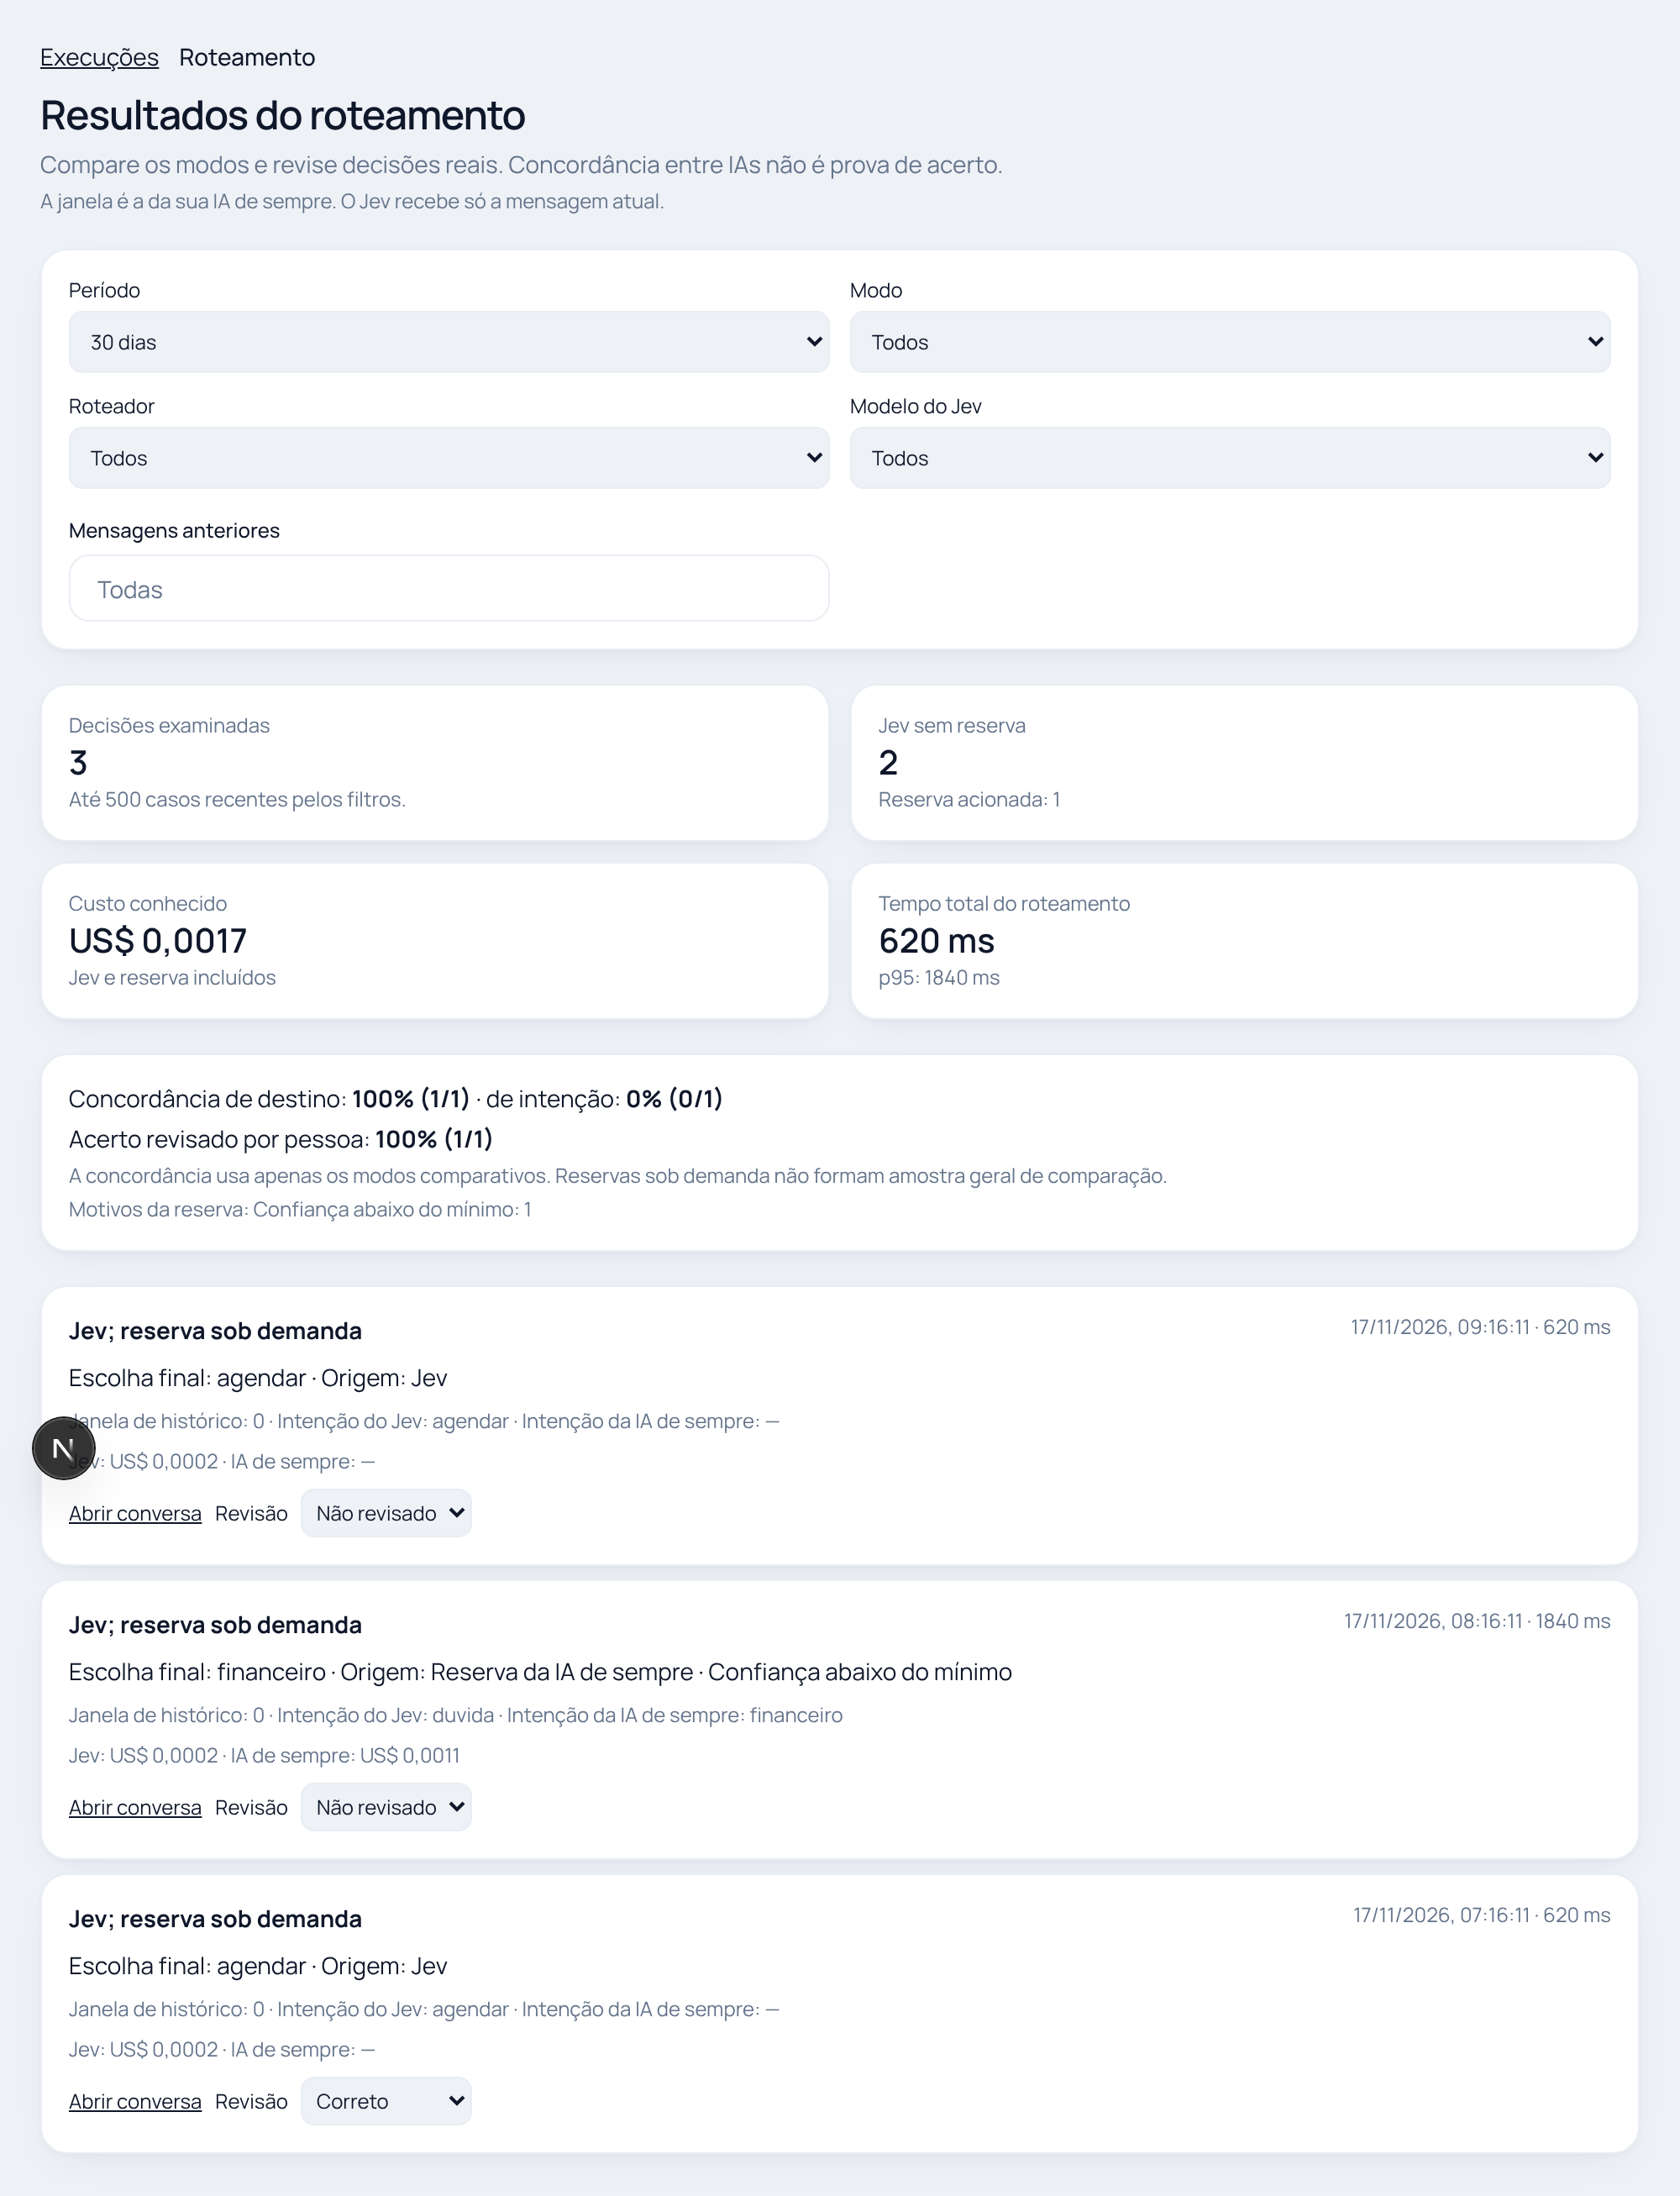 Execuções Roteamento
Resultados do roteamento
Compare os modos e revise decisões reais. Concordância entre IAs não é prova de acerto.
A janela é a da sua IA de sempre. O Jev recebe só a mensagem atual.
Período
30 dias
Modo
Todos
Roteador
Todos
Modelo do Jev
Todos
Mensagens anteriores
Todas
Decisões examinadas
3
Até 500 casos recentes pelos filtros.
Jev sem reserva
2
Reserva acionada: 1
Custo conhecido
US$ 0,0017
Jev e reserva incluídos
Tempo total do roteamento
620 ms
p95: 1840 ms
Concordância de destino: 100% (1/1) · de intenção: 0% (0/1)
Acerto revisado por pessoa: 100% (1/1)
A concordância usa apenas os modos comparativos. Reservas sob demanda não formam amostra geral de comparação.
Motivos da reserva: Confiança abaixo do mínimo: 1
Jev; reserva sob demanda
17/11/2026, 09:16:11 · 620 ms
Escolha final: agendar · Origem: Jev
Janela de histórico: 0 · Intenção do Jev: agendar · Intenção da IA de sempre: —
Jev: US$ 0,0002 · IA de sempre: —
N
Abrir conversa Revisão Não revisado
Jev; reserva sob demanda
17/11/2026, 08:16:11 · 1840 ms
Escolha final: financeiro · Origem: Reserva da IA de sempre · Confiança abaixo do mínimo
Janela de histórico: 0 · Intenção do Jev: duvida · Intenção da IA de sempre: financeiro
Jev: US$ 0,0002 · IA de sempre: US$ 0,0011
Abrir conversa Revisão Não revisado
Jev; reserva sob demanda
17/11/2026, 07:16:11 · 620 ms
Escolha final: agendar · Origem: Jev
Janela de histórico: 0 · Intenção do Jev: agendar · Intenção da IA de sempre: —
Jev: US$ 0,0002 · IA de sempre: —
Abrir conversa Revisão Correto